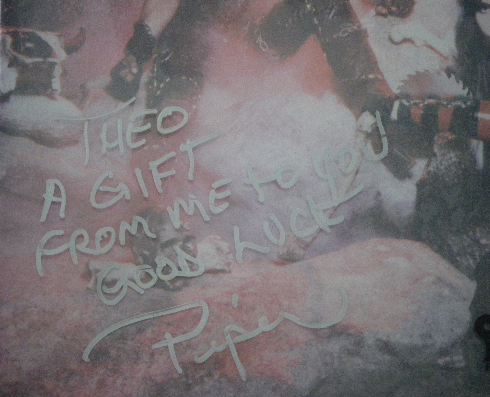 THEO
A GIFT
FROM ME TO YOU
GOOD LUCK
Piper